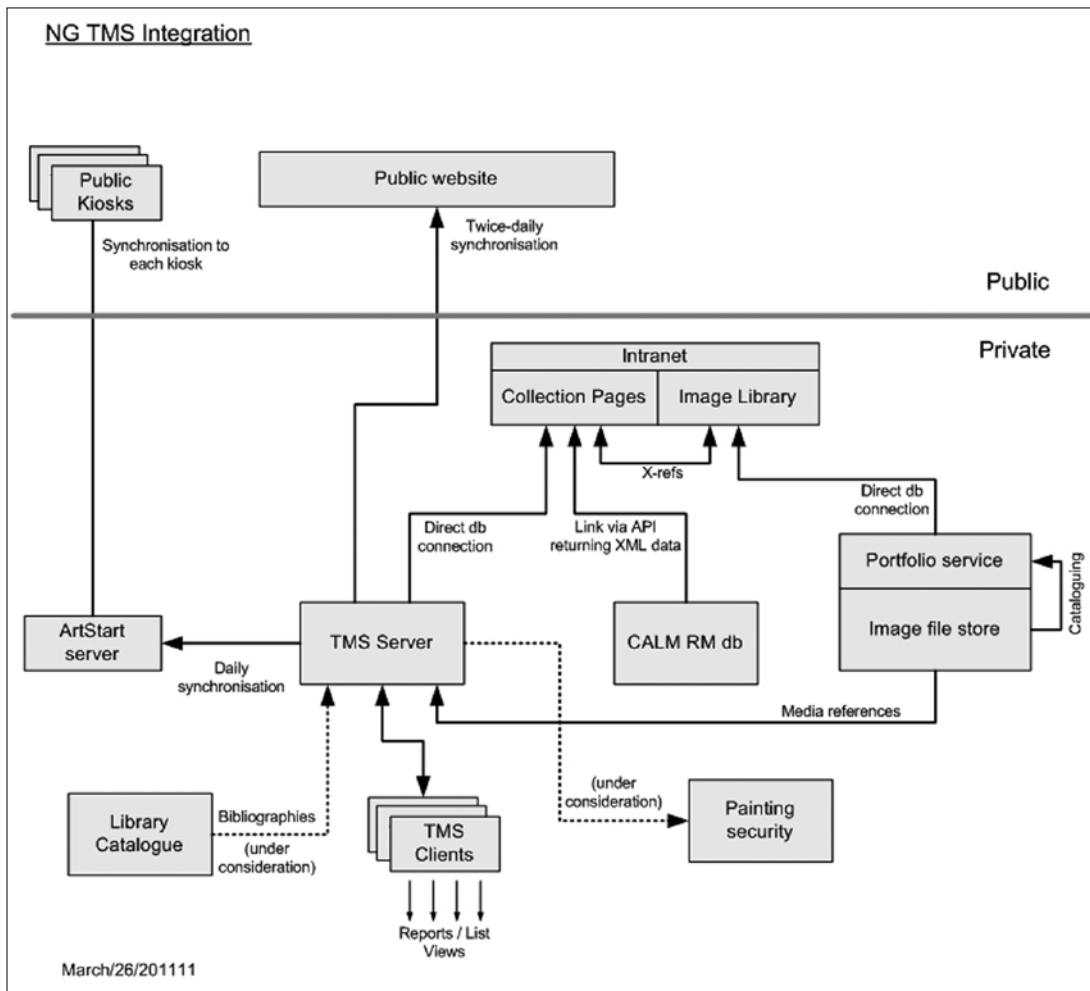 NG TMS Integration
Public
Kiosks
Public website
Synchronisation to
each kiosk
Twice-daily
synchronisation
Public
Private
Intranet
Collection Pages
Image Library
X-refs
Direct db
connection
Link via API
returning XML data
Direct db
connection
Portfolio service
Image file store
Cataloguing
ArtStart
server
TMS Server
CALM RM db
Daily
synchronisation
Media references
Library
Catalogue
Bibliographies
(under
consideration)
TMS
Clients
(under
consideration)
Painting
security
Reports / List
Views
March/26/201111